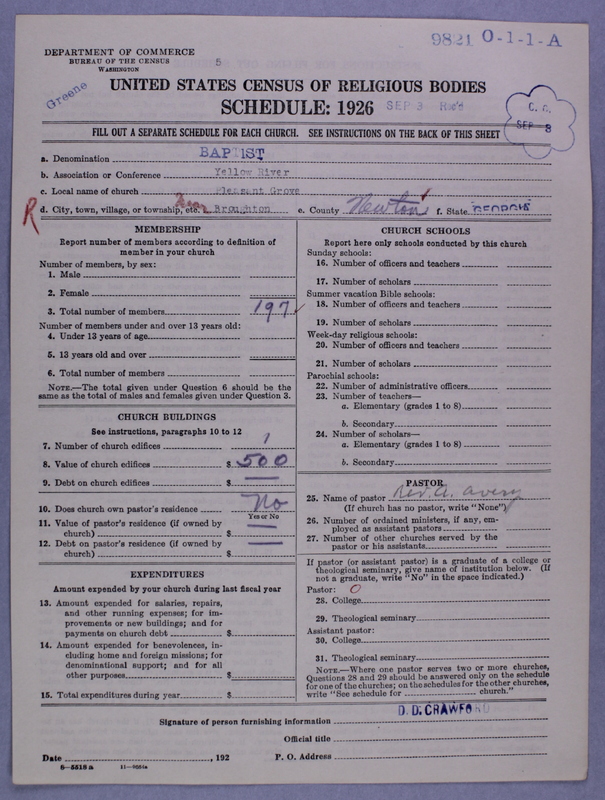 9821 O-1-1-A
DEPARTMENT OF COMMERCE
BUREAU OF THE CENSUS
WASHINGTON
5
Greene
UNITED STATES CENSUS OF RELIGIOUS BODIES
SCHEDULE: 1926
SEP 3 Rec'd
C. O.
SEP 3
FILL OUT A SEPARATE SCHEDULE FOR EACH CHURCH. SEE INSTRUCTIONS ON THE BACK OF THIS SHEET
a. Denomination BAPTIST
b. Association or Conference Yellow River
c. Local name of church Pleasant Grove
R d. City, town, village, or township, etc. Near Broughton e. County Newton f. State GEORGIA
MEMBERSHIP
Report number of members according to definition of
member in your church
Number of members, by sex:
1. Male
2. Female
3. Total number of members 197
Number of members under and over 13 years old:
4. Under 13 years of age
5. 13 years old and over
6. Total number of members
NOTE.—The total given under Question 6 should be the
same as the total of males and females given under Question 3.
CHURCH BUILDINGS
See instructions, paragraphs 10 to 12
7. Number of church edifices 1
8. Value of church edifices $ 500
9. Debt on church edifices $ —
10. Does church own pastor's residence No
Yes or No
11. Value of pastor's residence (if owned by
church) $ —
12. Debt on pastor's residence (if owned by
church) $ —
EXPENDITURES
Amount expended by your church during last fiscal year
13. Amount expended for salaries, repairs,
and other running expenses; for im-
provements or new buildings; and for
payments on church debt $
14. Amount expended for benevolences, in-
cluding home and foreign missions; for
denominational support; and for all
other purposes $
15. Total expenditures during year $
CHURCH SCHOOLS
Report here only schools conducted by this church
Sunday schools:
16. Number of officers and teachers
17. Number of scholars
Summer vacation Bible schools:
18. Number of officers and teachers
19. Number of scholars
Week-day religious schools:
20. Number of officers and teachers
21. Number of scholars
Parochial schools:
22. Number of administrative officers
23. Number of teachers—
a. Elementary (grades 1 to 8)
b. Secondary
24. Number of scholars—
a. Elementary (grades 1 to 8)
b. Secondary
PASTOR
25. Name of pastor Rev. A. Avery
(If church has no pastor, write "None")
26. Number of ordained ministers, if any, em-
ployed as assistant pastors
27. Number of other churches served by the
pastor or his assistants
If pastor (or assistant pastor) is a graduate of a college or
theological seminary, give name of institution below. (If
not a graduate, write "No" in the space indicated.)
Pastor: O
28. College
29. Theological seminary
Assistant pastor:
30. College
31. Theological seminary
NOTE.—Where one pastor serves two or more churches,
Questions 28 and 29 should be answered only on the schedule
for one of the churches; on the schedules for the other churches,
write "See schedule for church."
Signature of person furnishing information D. D. CRAWFORD
Official title
Date , 192 P. O. Address
8—5518 a 11—9664a